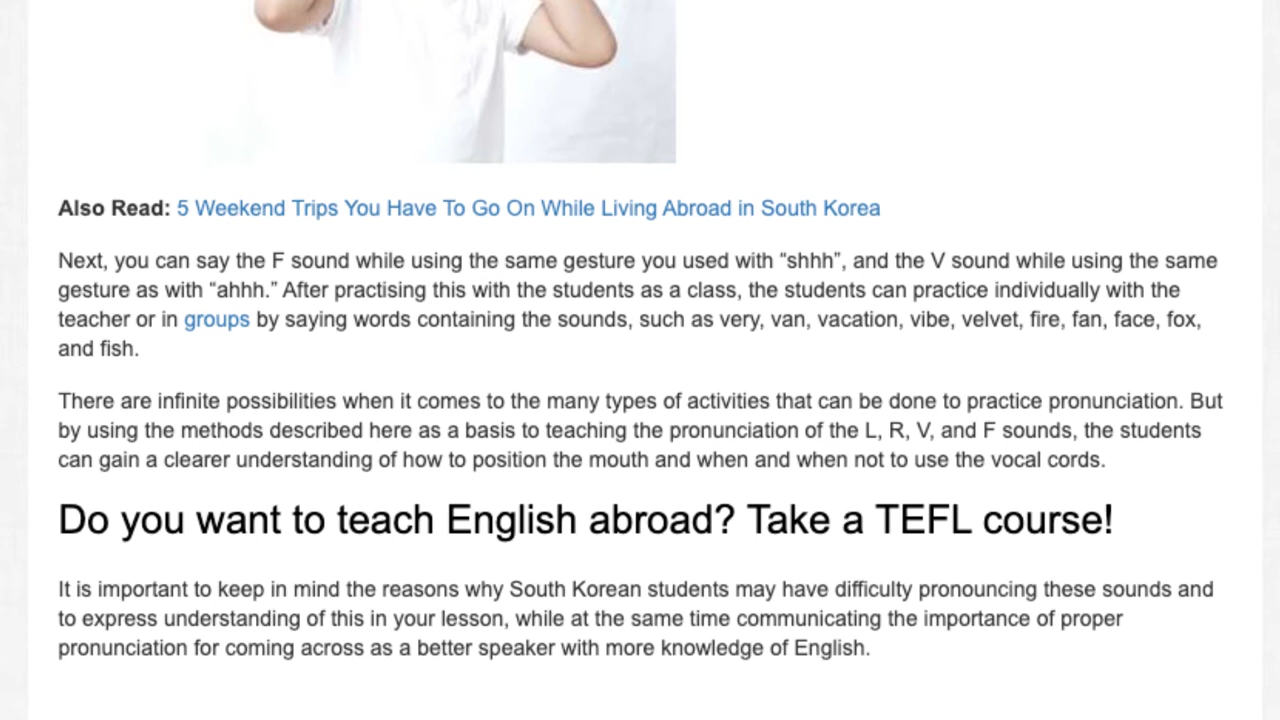 Also Read: 5 Weekend Trips You Have To Go On While Living Abroad in South Korea
Next, you can say the F sound while using the same gesture you used with “shhh”, and the V sound while using the same
gesture as with “ahhh.” After practising this with the students as a class, the students can practice individually with the
teacher or in groups by saying words containing the sounds, such as very, van, vacation, vibe, velvet, fire, fan, face, fox,
and fish.
There are infinite possibilities when it comes to the many types of activities that can be done to practice pronunciation. But
by using the methods described here as a basis to teaching the pronunciation of the L, R, V, and F sounds, the students
can gain a clearer understanding of how to position the mouth and when and when not to use the vocal cords.
Do you want to teach English abroad? Take a TEFL course!
It is important to keep in mind the reasons why South Korean students may have difficulty pronouncing these sounds and
to express understanding of this in your lesson, while at the same time communicating the importance of proper
pronunciation for coming across as a better speaker with more knowledge of English.